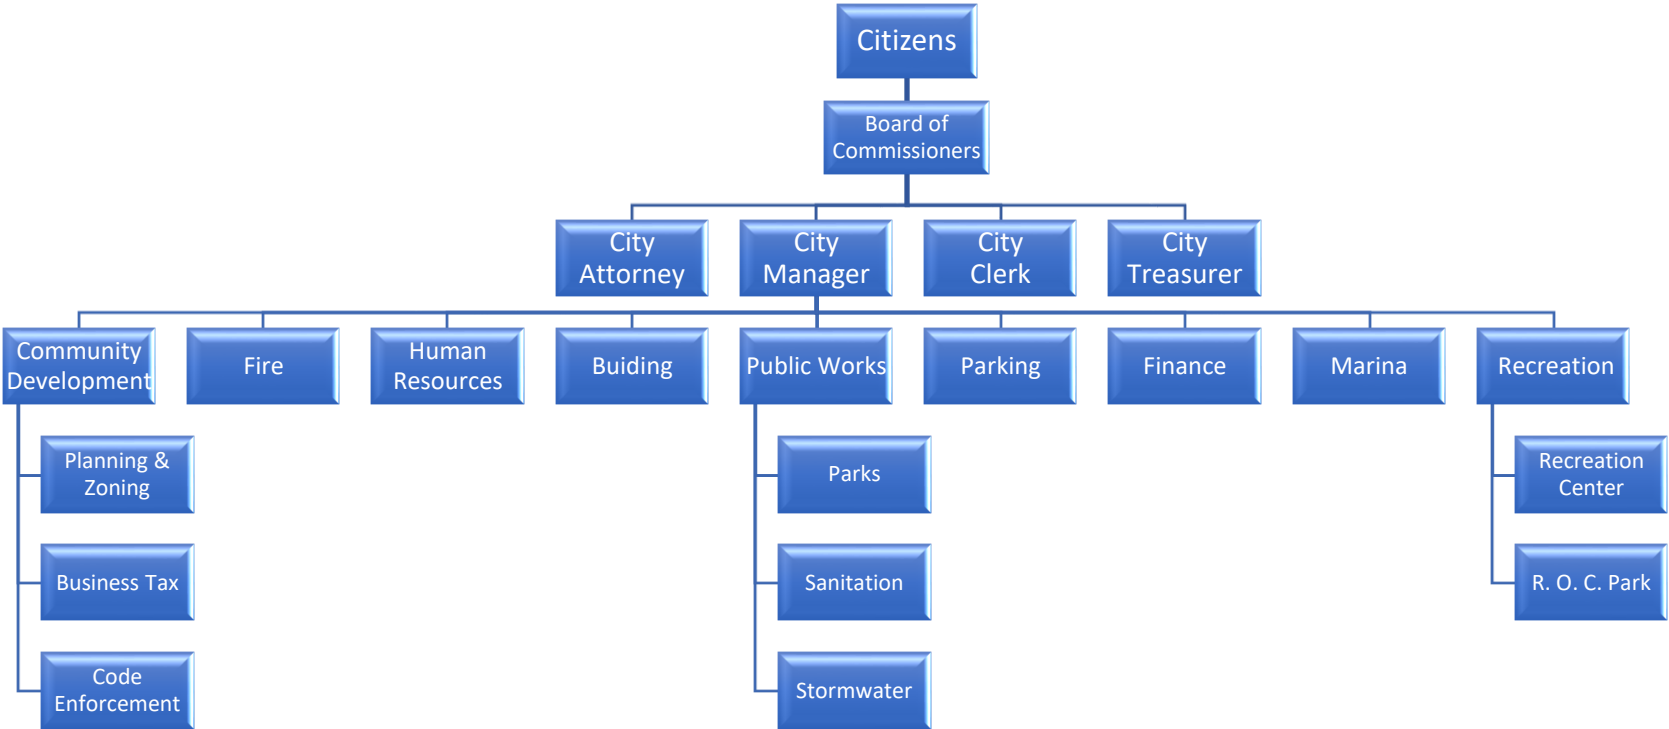 Citizens
Board of
Commissioners
City
Attorney
City
Manager
City
Clerk
City
Treasurer
Community
Development
Fire
Human
Resources
Buiding
Public Works
Parking
Finance
Marina
Recreation
Planning &
Zoning
Business Tax
Code
Enforcement
Parks
Sanitation
Stormwater
Recreation
Center
R. O. C. Park